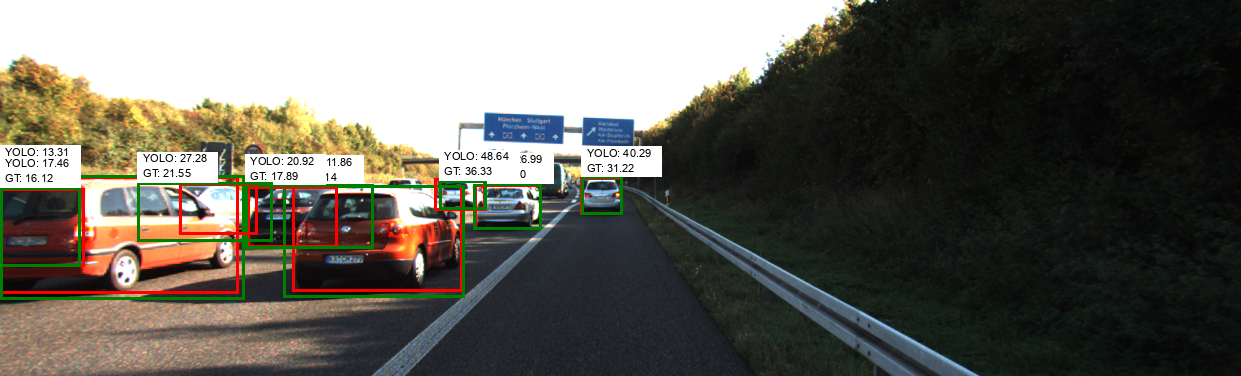 München Stuttgart
Pforzheim-West
YOLO: 13.31
YOLO: 17.46
GT: 16.12
YOLO: 27.28
GT: 21.55
YOLO: 20.92
GT: 17.89
11.86
14
YOLO: 48.64
GT: 36.33
6.99
0
YOLO: 40.29
GT: 31.22